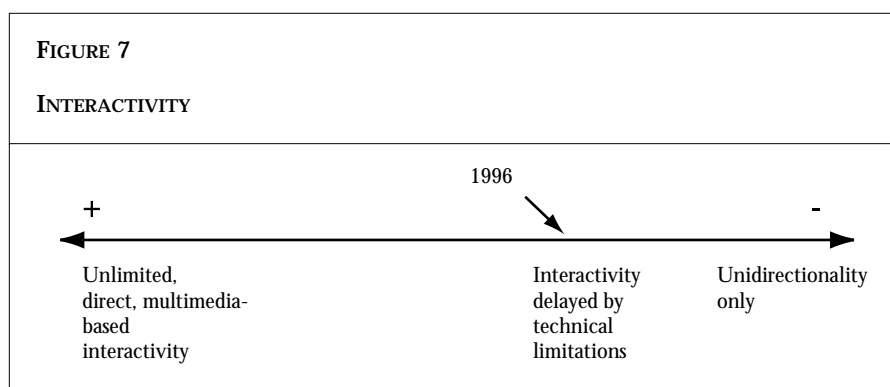 FIGURE 7
INTERACTIVITY
1996
+
-
Unlimited,
direct, multimedia-
based
interactivity
Interactivity
delayed by
technical
limitations
Unidirectionality
only